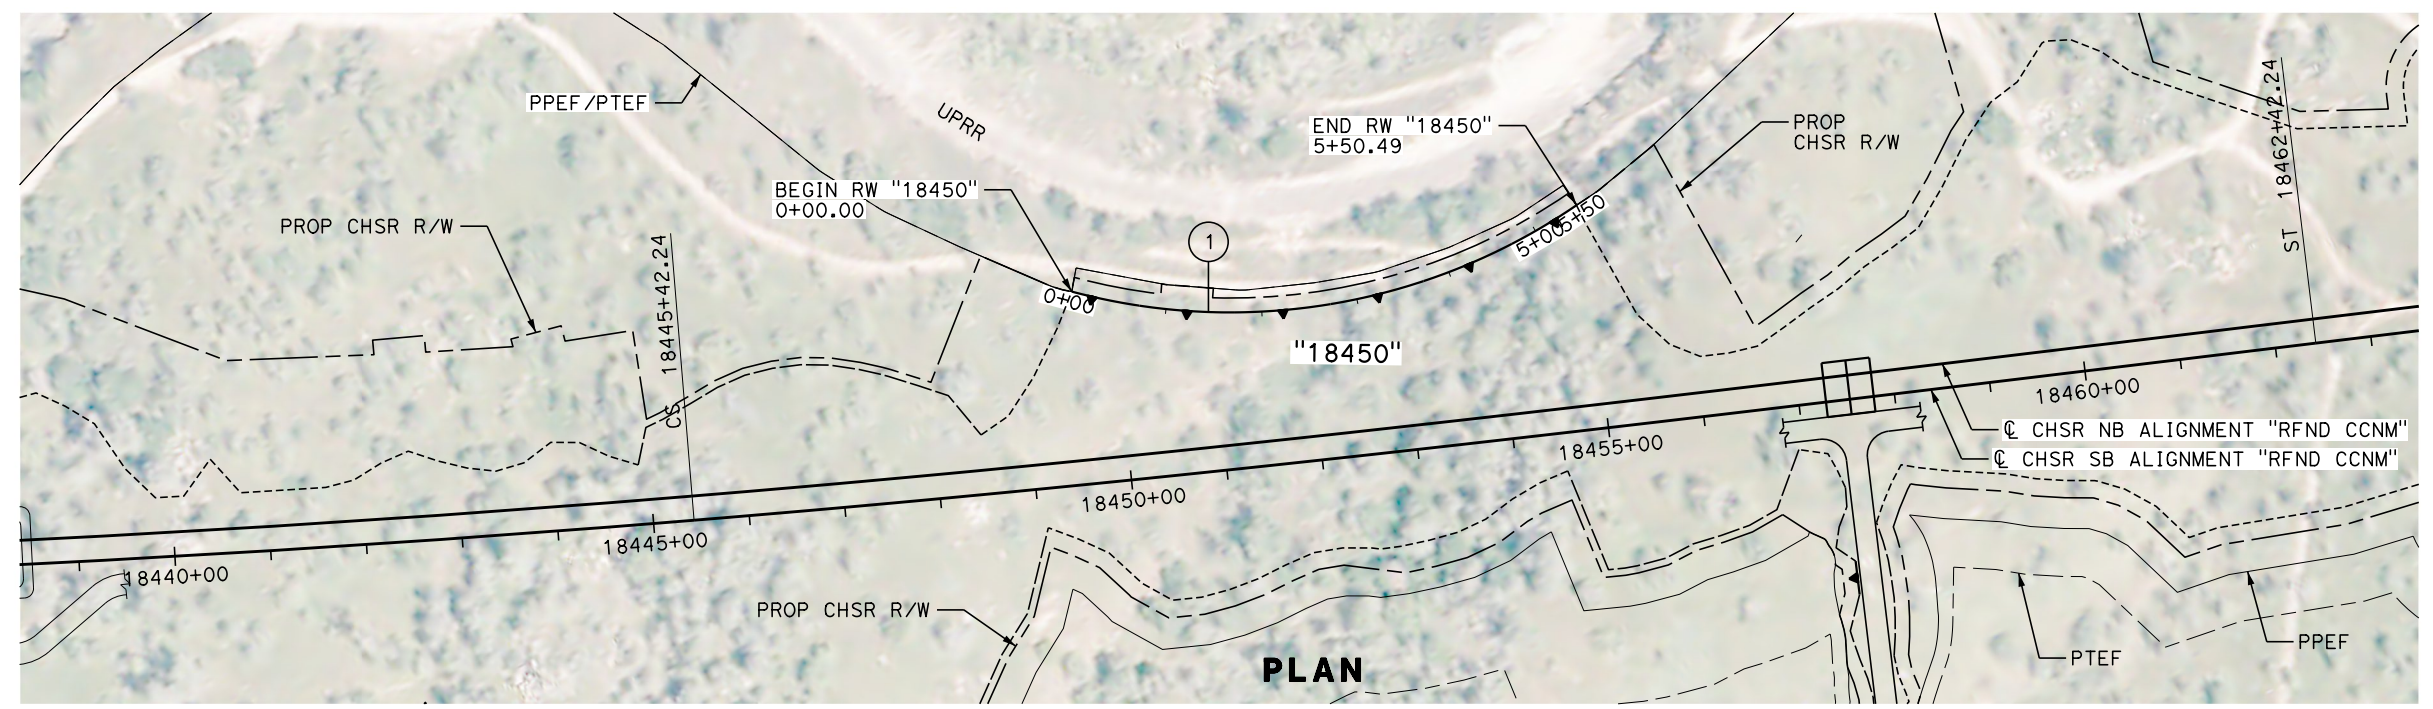 PPEF/PTEF
UPRR
END RW "18450"
5+50.49
PROP
CHSR R/W
ST 18462+42.24
BEGIN RW "18450"
0+00.00
PROP CHSR R/W
CS 18445+42.24
1
0+00
5+00
5+50
"18450"
18460+00
℄ CHSR NB ALIGNMENT "RFND CCNM"
℄ CHSR SB ALIGNMENT "RFND CCNM"
18455+00
18450+00
18445+00
18440+00
PROP CHSR R/W
PTEF
PPEF
PLAN